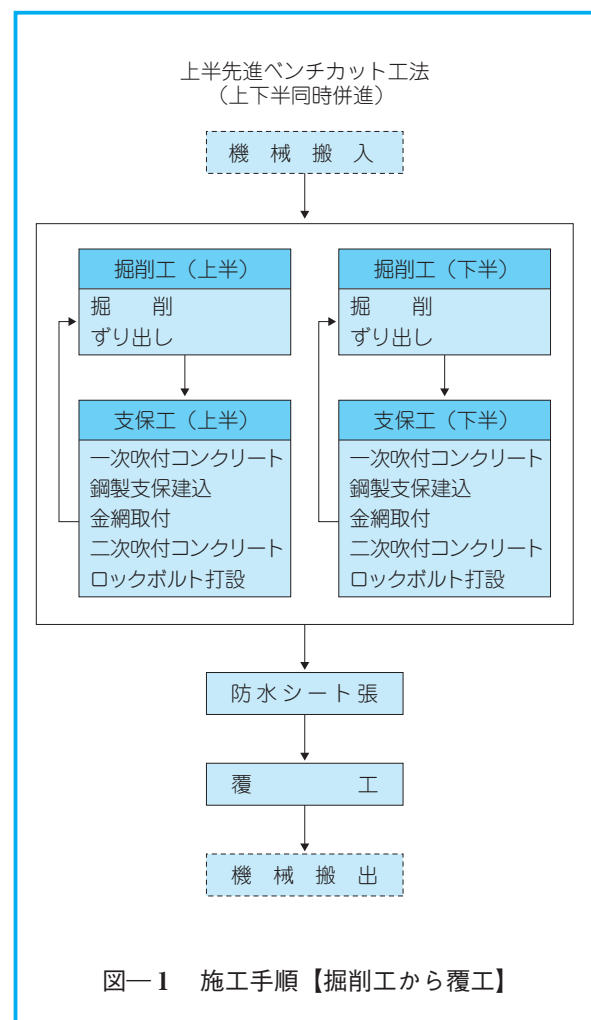 上半先進ベンチカット工法
（上下半同時併進）
機械搬入
掘削工（上半）
掘　削
ずり出し
支保工（上半）
一次吹付コンクリート
鋼製支保建込
金網取付
二次吹付コンクリート
ロックボルト打設
掘削工（下半）
掘　削
ずり出し
支保工（下半）
一次吹付コンクリート
鋼製支保建込
金網取付
二次吹付コンクリート
ロックボルト打設
防水シート張
覆　工
機械搬出
図―1　施工手順【掘削工から覆工】